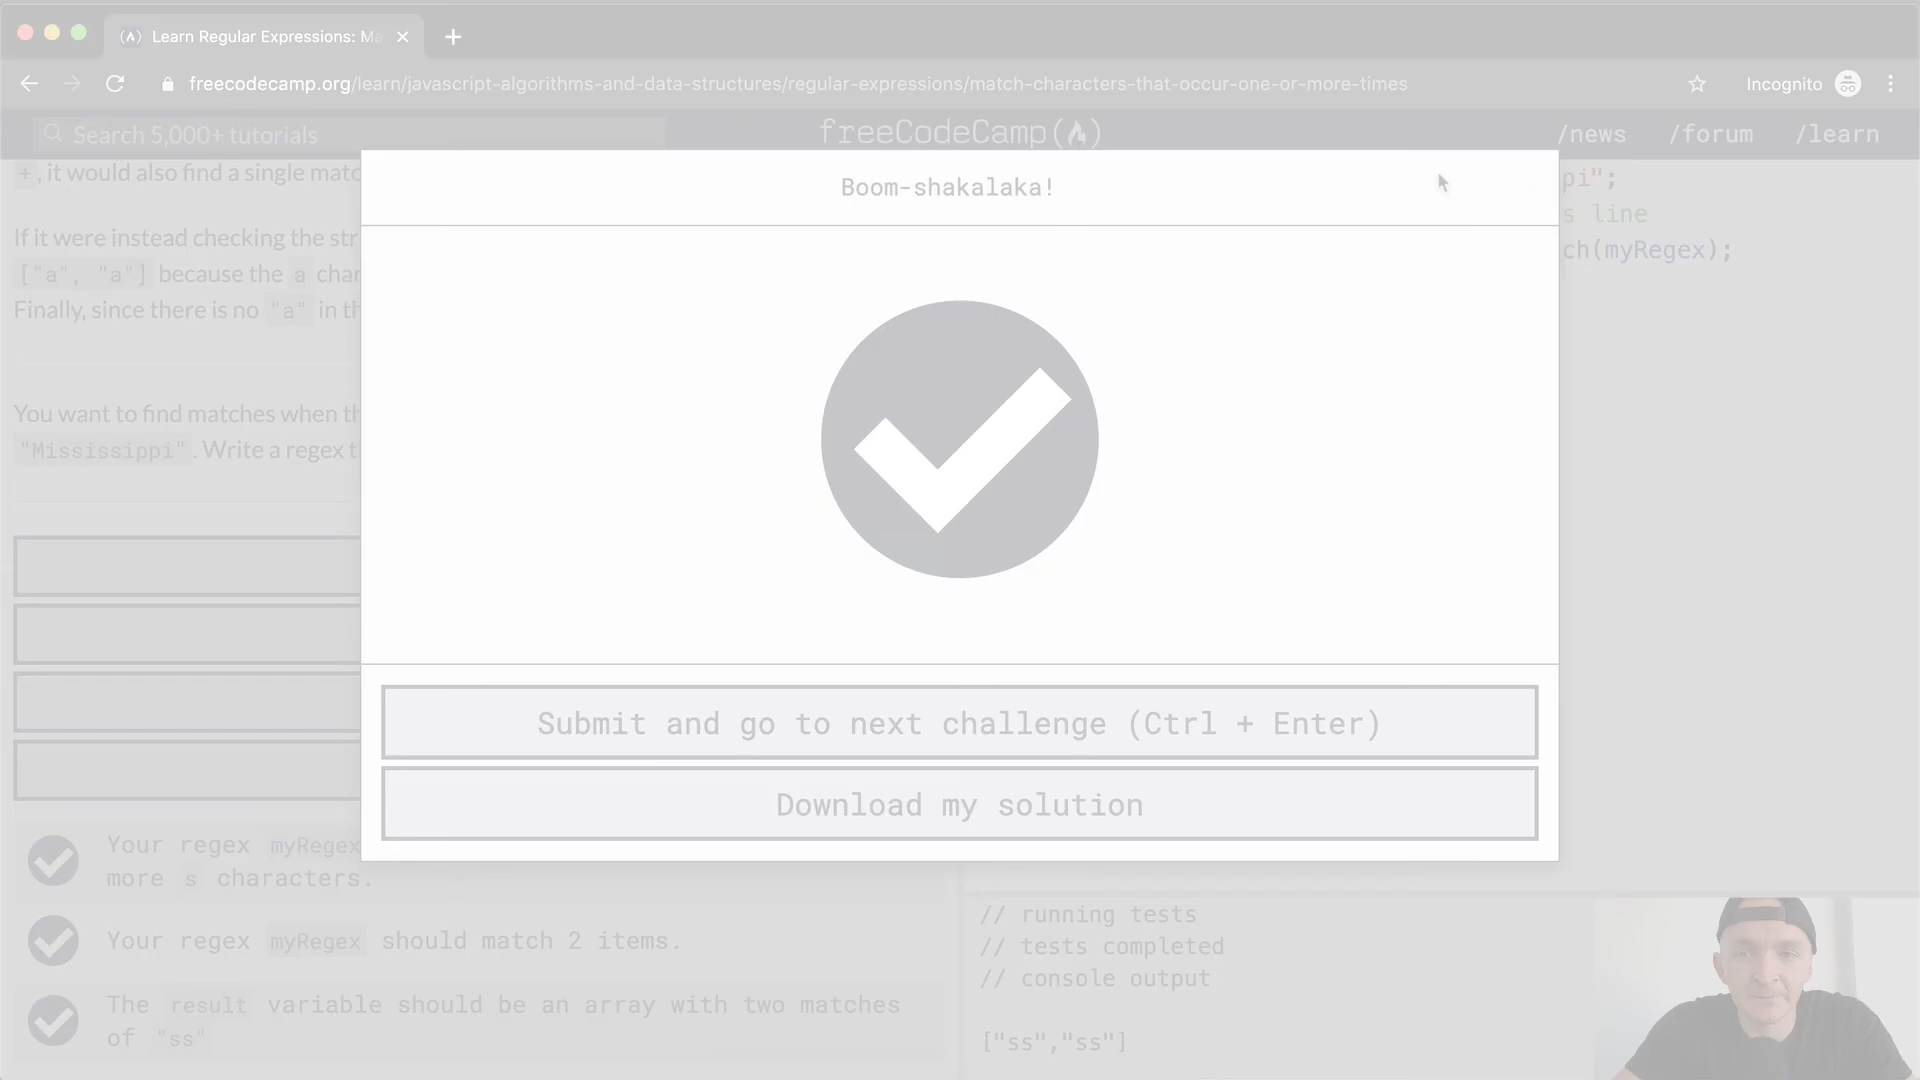 Learn Regular Expressions: Ma
freecodecamp.org/learn/javascript-algorithms-and-data-structures/regular-expressions/match-characters-that-occur-one-or-more-times
Incognito
Search 5,000+ tutorials
freeCodeCamp
/news /forum /learn
+, it would also find a single matc
If it were instead checking the str
["a", "a"] because the a char
Finally, since there is no "a" in th
You want to find matches when th
"Mississippi". Write a regex t
pi";
s line
ch(myRegex);
Boom-shakalaka!
Submit and go to next challenge (Ctrl + Enter)
Download my solution
Your regex myRegex
more s characters.
Your regex myRegex should match 2 items.
The result variable should be an array with two matches
of "ss"
// running tests
// tests completed
// console output
["ss","ss"]